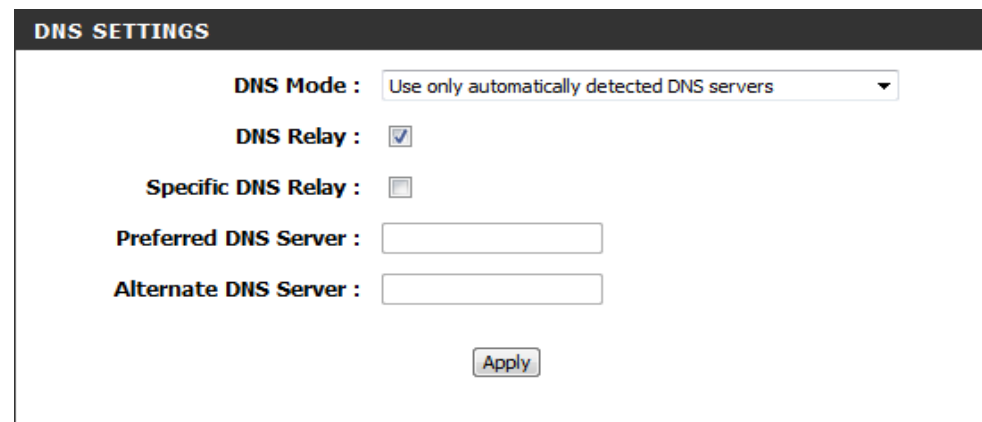 DNS SETTINGS
DNS Mode : Use only automatically detected DNS servers
DNS Relay :
Specific DNS Relay :
Preferred DNS Server :
Alternate DNS Server :
Apply